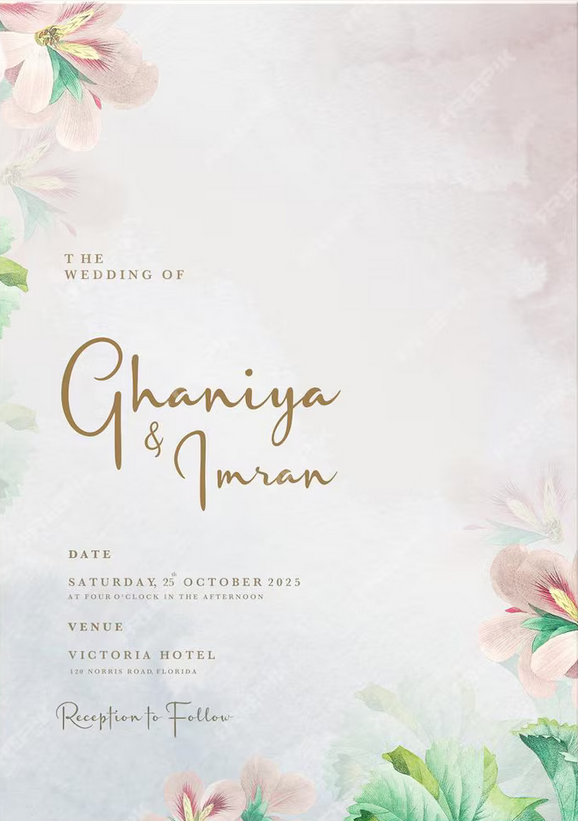 THE
WEDDING OF
Ghaniya
&
Imran
DATE
SATURDAY, 25th OCTOBER 2025
AT FOUR O'CLOCK IN THE AFTERNOON
VENUE
VICTORIA HOTEL
120 NORRIS ROAD, FLORIDA
Reception to Follow